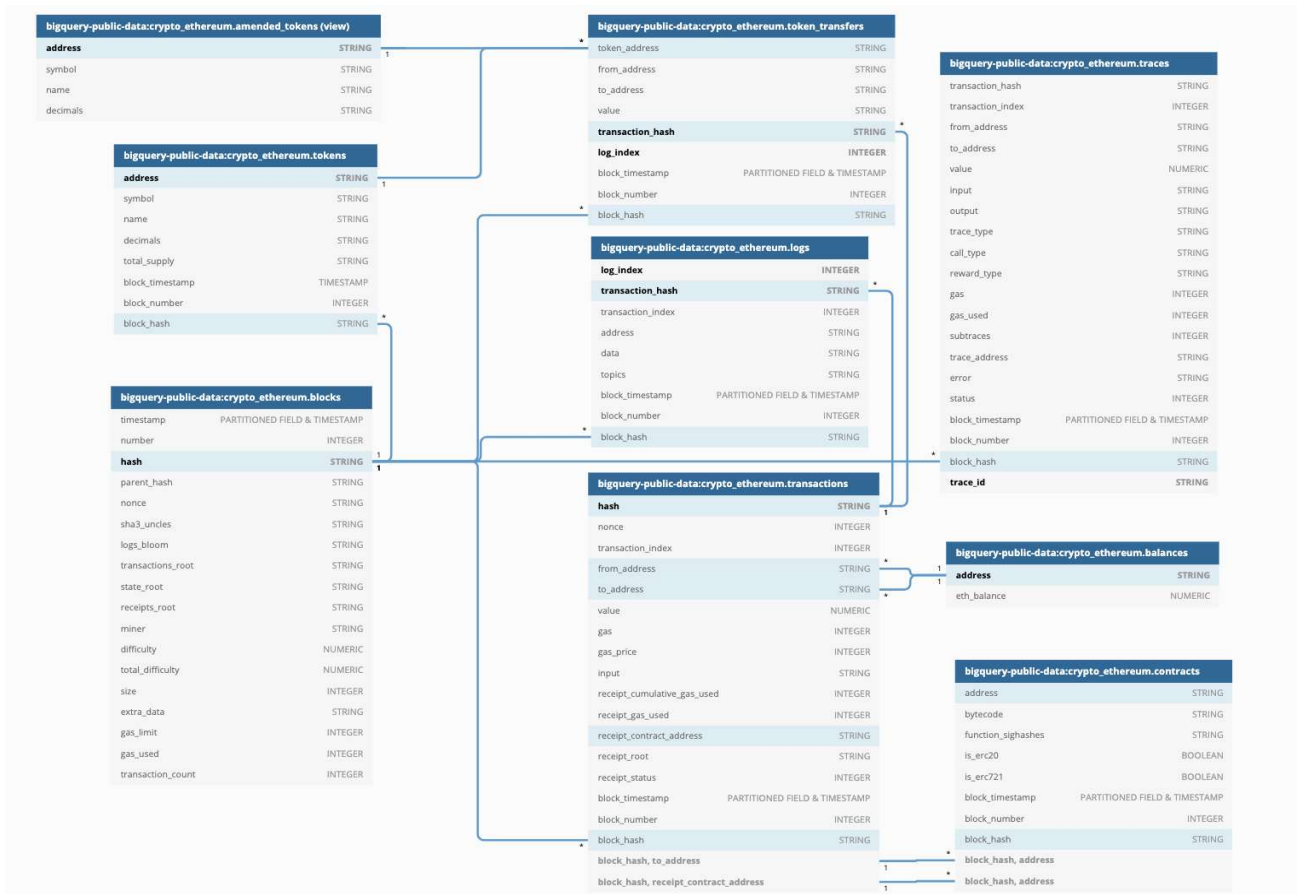 bigquery-public-data:crypto_ethereum.amended_tokens (view)
address STRING
1
symbol STRING
name STRING
decimals STRING
bigquery-public-data:crypto_ethereum.tokens
address STRING
1
symbol STRING
name STRING
decimals STRING
total_supply STRING
block_timestamp TIMESTAMP
block_number INTEGER
block_hash STRING
*
bigquery-public-data:crypto_ethereum.blocks
timestamp PARTITIONED FIELD & TIMESTAMP
number INTEGER
hash STRING
1
1
parent_hash STRING
nonce STRING
sha3_uncles STRING
logs_bloom STRING
transactions_root STRING
state_root STRING
receipts_root STRING
miner STRING
difficulty NUMERIC
total_difficulty NUMERIC
size INTEGER
extra_data STRING
gas_limit INTEGER
gas_used INTEGER
transaction_count INTEGER
bigquery-public-data:crypto_ethereum.token_transfers
*
token_address STRING
from_address STRING
to_address STRING
value STRING
transaction_hash STRING
*
log_index INTEGER
block_timestamp PARTITIONED FIELD & TIMESTAMP
block_number INTEGER
*
block_hash STRING
bigquery-public-data:crypto_ethereum.logs
log_index INTEGER
transaction_hash STRING
*
transaction_index INTEGER
address STRING
data STRING
topics STRING
block_timestamp PARTITIONED FIELD & TIMESTAMP
block_number INTEGER
*
block_hash STRING
bigquery-public-data:crypto_ethereum.transactions
hash STRING
1
nonce INTEGER
transaction_index INTEGER
from_address STRING
*
to_address STRING
*
value NUMERIC
gas INTEGER
gas_price INTEGER
input STRING
receipt_cumulative_gas_used INTEGER
receipt_gas_used INTEGER
receipt_contract_address STRING
receipt_root STRING
receipt_status INTEGER
block_timestamp PARTITIONED FIELD & TIMESTAMP
block_number INTEGER
block_hash STRING
*
block_hash, to_address
1
block_hash, receipt_contract_address
1
bigquery-public-data:crypto_ethereum.traces
transaction_hash STRING
transaction_index INTEGER
from_address STRING
to_address STRING
value NUMERIC
input STRING
output STRING
trace_type STRING
call_type STRING
reward_type STRING
gas INTEGER
gas_used INTEGER
subtraces INTEGER
trace_address STRING
error STRING
status INTEGER
block_timestamp PARTITIONED FIELD & TIMESTAMP
block_number INTEGER
*
block_hash STRING
trace_id STRING
bigquery-public-data:crypto_ethereum.balances
1
address STRING
1
eth_balance NUMERIC
bigquery-public-data:crypto_ethereum.contracts
address STRING
bytecode STRING
function_sighashes STRING
is_erc20 BOOLEAN
is_erc721 BOOLEAN
block_timestamp PARTITIONED FIELD & TIMESTAMP
block_number INTEGER
block_hash STRING
*
block_hash, address
*
block_hash, address